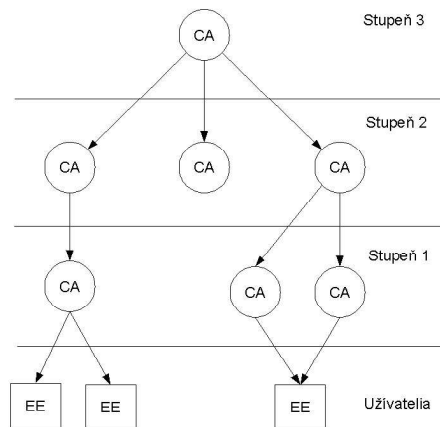 Stupeň 3
CA
Stupeň 2
CA CA CA
Stupeň 1
CA CA CA
EE EE EE Užívatelia